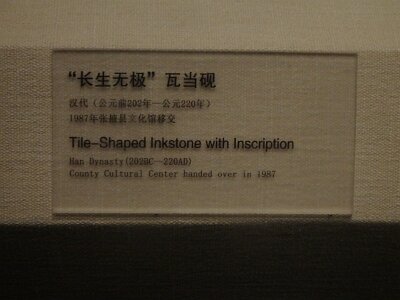 “长生无极”瓦当砚
汉代（公元前202年—公元220年）
1987年张掖县文化馆移交
Tile-Shaped Inkstone with Inscription
Han Dynasty(202BC—220AD)
County Cultural Center handed over in 1987